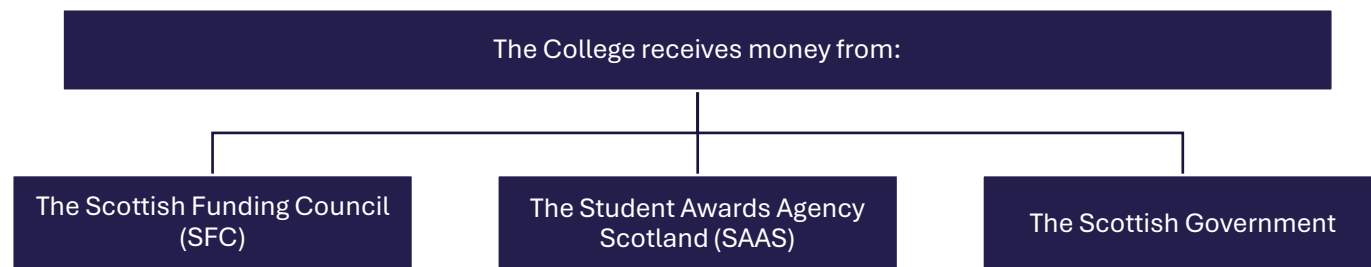 The College receives money from:
The Scottish Funding Council
(SFC)
The Student Awards Agency
Scotland (SAAS)
The Scottish Government